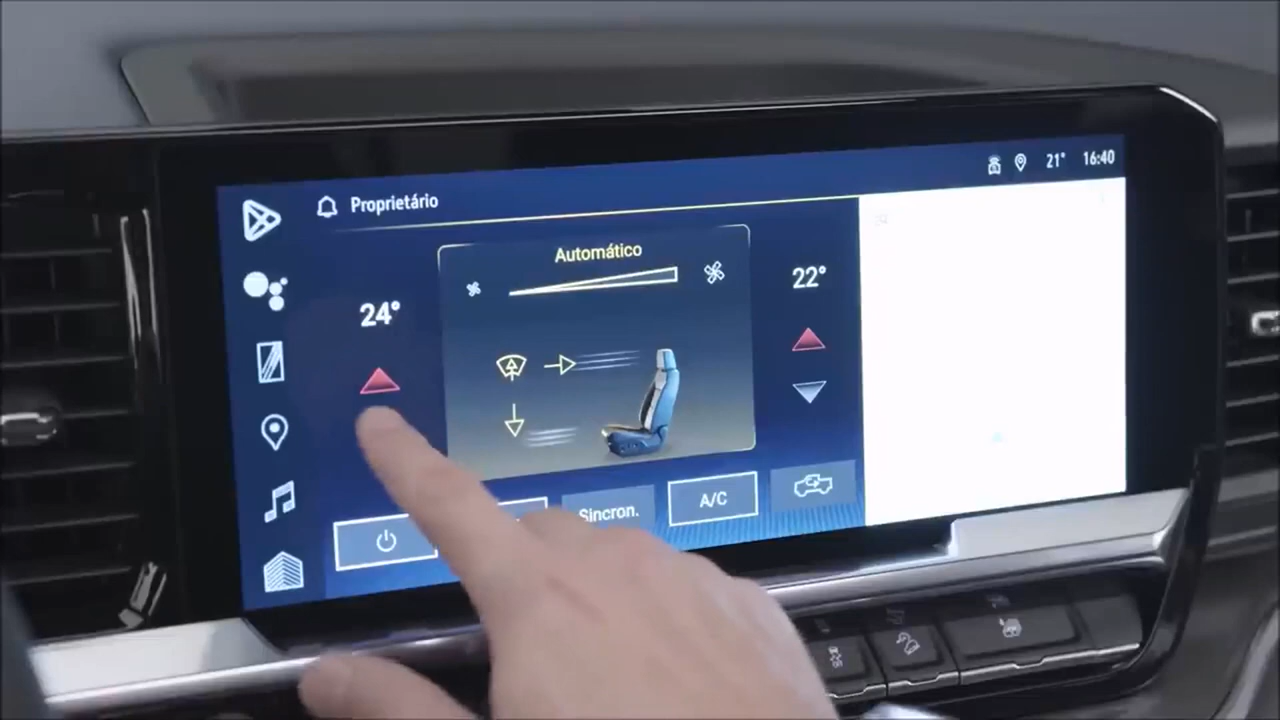 Proprietário
21° 16:40
Automático
24°
22°
Sincron.
A/C